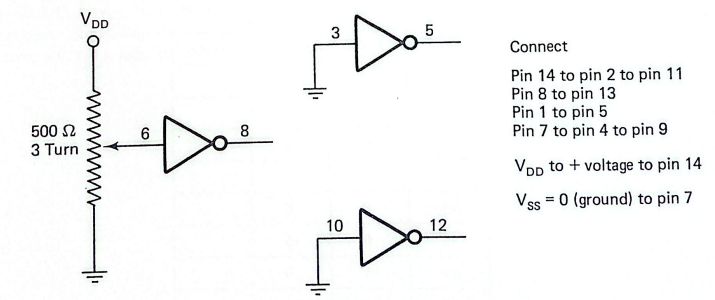 V_DD
500 Ω
3 Turn
6
8
3
5
10
12
Connect
Pin 14 to pin 2 to pin 11
Pin 8 to pin 13
Pin 1 to pin 5
Pin 7 to pin 4 to pin 9
V_DD to + voltage to pin 14
V_SS = 0 (ground) to pin 7